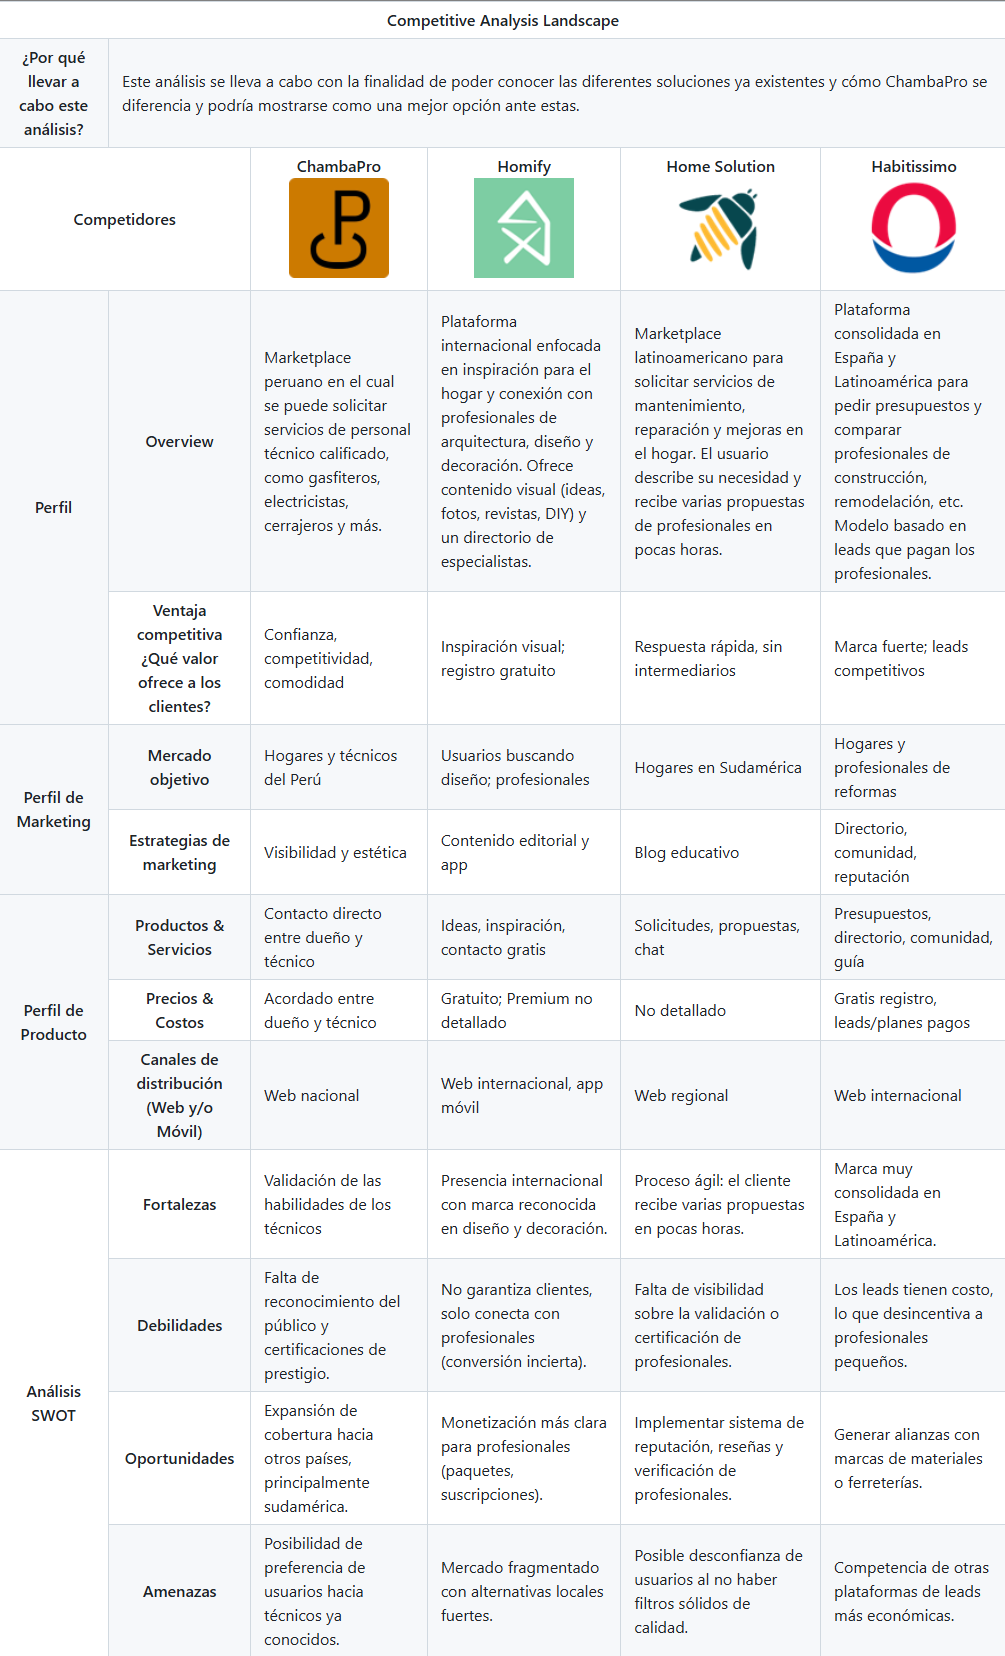 Competitive Analysis Landscape
¿Por qué
llevar a
cabo este
análisis?
Este análisis se lleva a cabo con la finalidad de poder conocer las diferentes soluciones ya existentes y cómo ChambaPro se
diferencia y podría mostrarse como una mejor opción ante estas.
Competidores
ChambaPro
Homify
Home Solution
Habitissimo
Perfil
Overview
Marketplace
peruano en el cual
se puede solicitar
servicios de personal
técnico calificado,
como gasfiteros,
electricistas,
cerrajeros y más.
Plataforma
internacional enfocada
en inspiración para el
hogar y conexión con
profesionales de
arquitectura, diseño y
decoración. Ofrece
contenido visual (ideas,
fotos, revistas, DIY) y
un directorio de
especialistas.
Marketplace
latinoamericano para
solicitar servicios de
mantenimiento,
reparación y mejoras en
el hogar. El usuario
describe su necesidad y
recibe varias propuestas
de profesionales en
pocas horas.
Plataforma
consolidada en
España y
Latinoamérica para
pedir presupuestos y
comparar
profesionales de
construcción,
remodelación, etc.
Modelo basado en
leads que pagan los
profesionales.
Ventaja
competitiva
¿Qué valor
ofrece a los
clientes?
Confianza,
competitividad,
comodidad
Inspiración visual;
registro gratuito
Respuesta rápida, sin
intermediarios
Marca fuerte; leads
competitivos
Perfil de
Marketing
Mercado
objetivo
Hogares y técnicos
del Perú
Usuarios buscando
diseño; profesionales
Hogares en Sudamérica
Hogares y
profesionales de
reformas
Estrategias de
marketing
Visibilidad y estética
Contenido editorial y
app
Blog educativo
Directorio,
comunidad,
reputación
Perfil de
Producto
Productos &
Servicios
Contacto directo
entre dueño y
técnico
Ideas, inspiración,
contacto gratis
Solicitudes, propuestas,
chat
Presupuestos,
directorio, comunidad,
guía
Precios &
Costos
Acordado entre
dueño y técnico
Gratuito; Premium no
detallado
No detallado
Gratis registro,
leads/planes pagos
Canales de
distribución
(Web y/o
Móvil)
Web nacional
Web internacional, app
móvil
Web regional
Web internacional
Análisis
SWOT
Fortalezas
Validación de las
habilidades de los
técnicos
Presencia internacional
con marca reconocida
en diseño y decoración.
Proceso ágil: el cliente
recibe varias propuestas
en pocas horas.
Marca muy
consolidada en
España y
Latinoamérica.
Debilidades
Falta de
reconocimiento del
público y
certificaciones de
prestigio.
No garantiza clientes,
solo conecta con
profesionales
(conversión incierta).
Falta de visibilidad
sobre la validación o
certificación de
profesionales.
Los leads tienen costo,
lo que desincentiva a
profesionales
pequeños.
Oportunidades
Expansión de
cobertura hacia
otros países,
principalmente
sudamérica.
Monetización más clara
para profesionales
(paquetes,
suscripciones).
Implementar sistema de
reputación, reseñas y
verificación de
profesionales.
Generar alianzas con
marcas de materiales
o ferreterías.
Amenazas
Posibilidad de
preferencia de
usuarios hacia
técnicos ya
conocidos.
Mercado fragmentado
con alternativas locales
fuertes.
Posible desconfianza de
usuarios al no haber
filtros sólidos de
calidad.
Competencia de otras
plataformas de leads
más económicas.